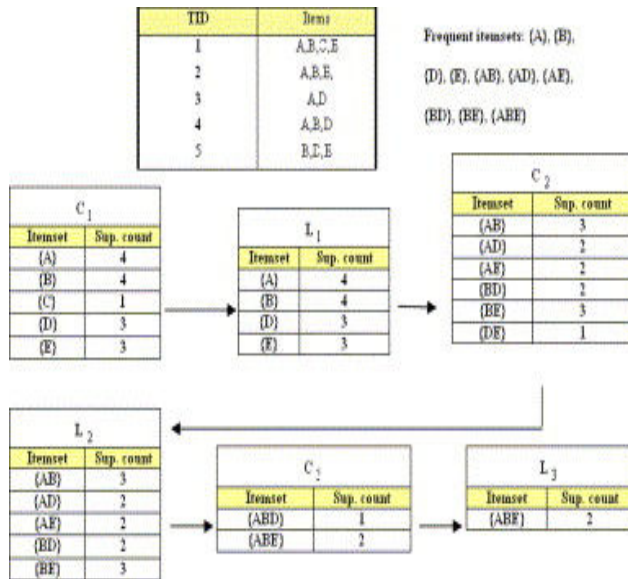 TID Items
1 A,B,C,E
2 A,B,E,
3 A,D
4 A,B,D
5 B,D,E
Frequent itemsets: {A}, {B},
{D}, {E}, {AB}, {AD}, {AE},
{BD}, {BE}, {ABE}
C1
Itemset Sup. count
{A} 4
{B} 4
{C} 1
{D} 3
{E} 3
L1
Itemset Sup. count
{A} 4
{B} 4
{D} 3
{E} 3
C2
Itemset Sup. count
{AB} 3
{AD} 2
{AE} 2
{BD} 2
{BE} 3
{DE} 1
L2
Itemset Sup. count
{AB} 3
{AD} 2
{AE} 2
{BD} 2
{BE} 3
C3
Itemset Sup. count
{ABD} 1
{ABE} 2
L3
Itemset Sup. count
{ABE} 2